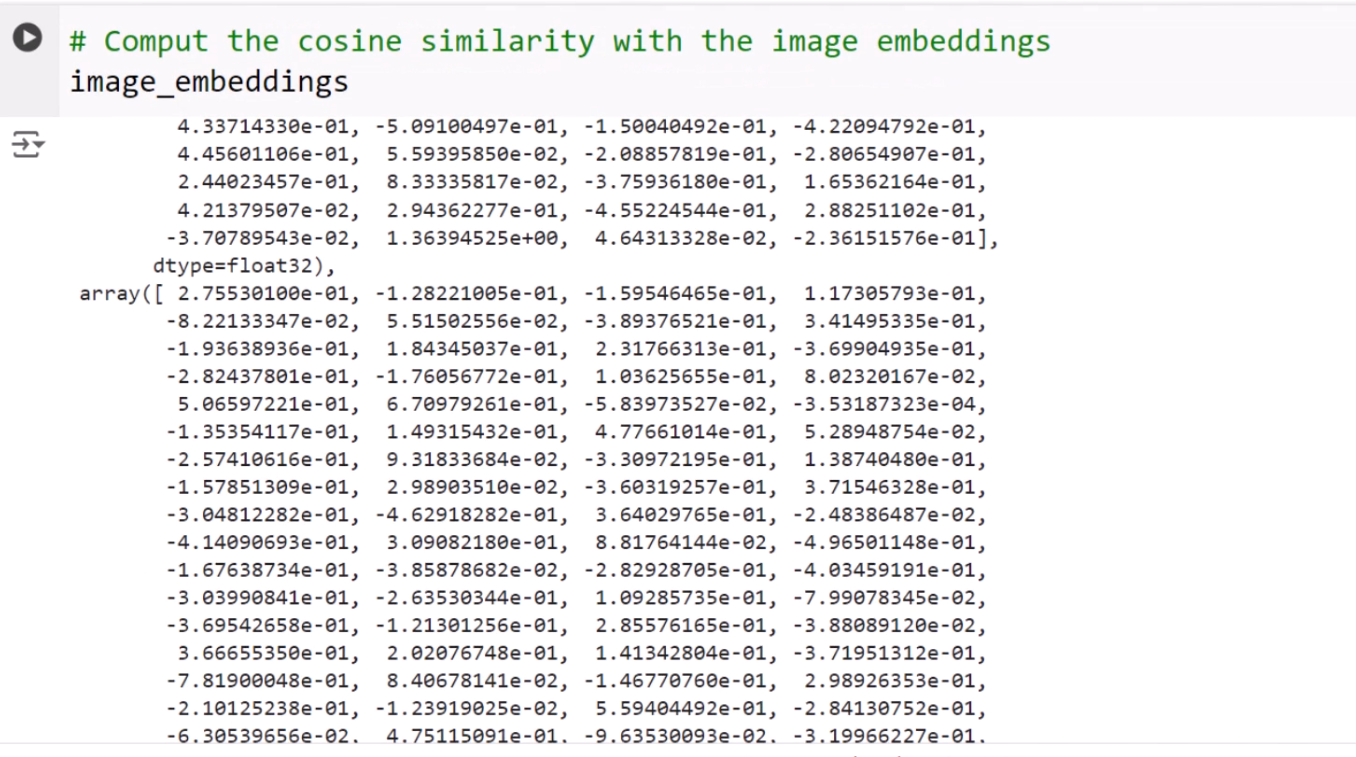 # Comput the cosine similarity with the image embeddings
image_embeddings
4.33714330e-01, -5.09100497e-01, -1.50040492e-01, -4.22094792e-01,
4.45601106e-01, 5.59395850e-02, -2.08857819e-01, -2.80654907e-01,
2.44023457e-01, 8.33335817e-02, -3.75936180e-01, 1.65362164e-01,
4.21379507e-02, 2.94362277e-01, -4.55224544e-01, 2.88251102e-01,
-3.70789543e-02, 1.36394525e+00, 4.64313328e-02, -2.36151576e-01],
dtype=float32),
array([ 2.75530100e-01, -1.28221005e-01, -1.59546465e-01, 1.17305793e-01,
-8.22133347e-02, 5.51502556e-02, -3.89376521e-01, 3.41495335e-01,
-1.93638936e-01, 1.84345037e-01, 2.31766313e-01, -3.69904935e-01,
-2.82437801e-01, -1.76056772e-01, 1.03625655e-01, 8.02320167e-02,
5.06597221e-01, 6.70979261e-01, -5.83973527e-02, -3.53187323e-04,
-1.35354117e-01, 1.49315432e-01, 4.77661014e-01, 5.28948754e-02,
-2.57410616e-01, 9.31833684e-02, -3.30972195e-01, 1.38740480e-01,
-1.57851309e-01, 2.98903510e-02, -3.60319257e-01, 3.71546328e-01,
-3.04812282e-01, -4.62918282e-01, 3.64029765e-01, -2.48386487e-02,
-4.14090693e-01, 3.09082180e-01, 8.81764144e-02, -4.96501148e-01,
-1.67638734e-01, -3.85878682e-02, -2.82928705e-01, -4.03459191e-01,
-3.03990841e-01, -2.63530344e-01, 1.09285735e-01, -7.99078345e-02,
-3.69542658e-01, -1.21301256e-01, 2.85576165e-01, -3.88089120e-02,
3.66655350e-01, 2.02076748e-01, 1.41342804e-01, -3.71951312e-01,
-7.81900048e-01, 8.40678141e-02, -1.46770760e-01, 2.98926353e-01,
-2.10125238e-01, -1.23919025e-02, 5.59404492e-01, -2.84130752e-01,
-6.30539656e-02, 4.75115091e-01, -9.63530093e-02, -3.19966227e-01,